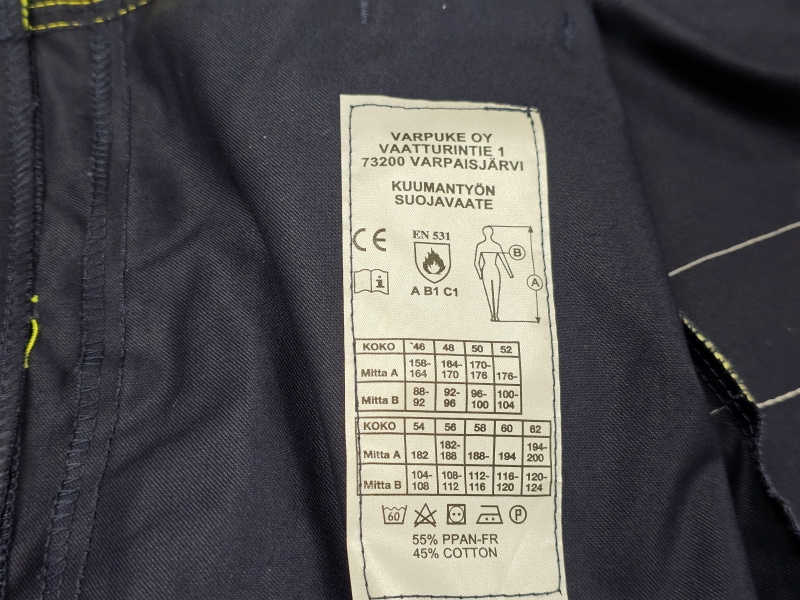 VARPUKE OY
VAATTURINTIE 1
73200 VARPAISJÄRVI
KUUMANTYÖN
SUOJAVAATE
CE EN 531
i
A B1 C1
B
A
KOKO 46 48 50 52
Mitta A 158-164 164-170 170-176 176-
Mitta B 88-92 92-96 96-100 100-104
KOKO 54 56 58 60 62
Mitta A 182 182-188 188- 194 194-200
Mitta B 104-108 108-112 112-116 116-120 120-124
60 P
55% PPAN-FR
45% COTTON